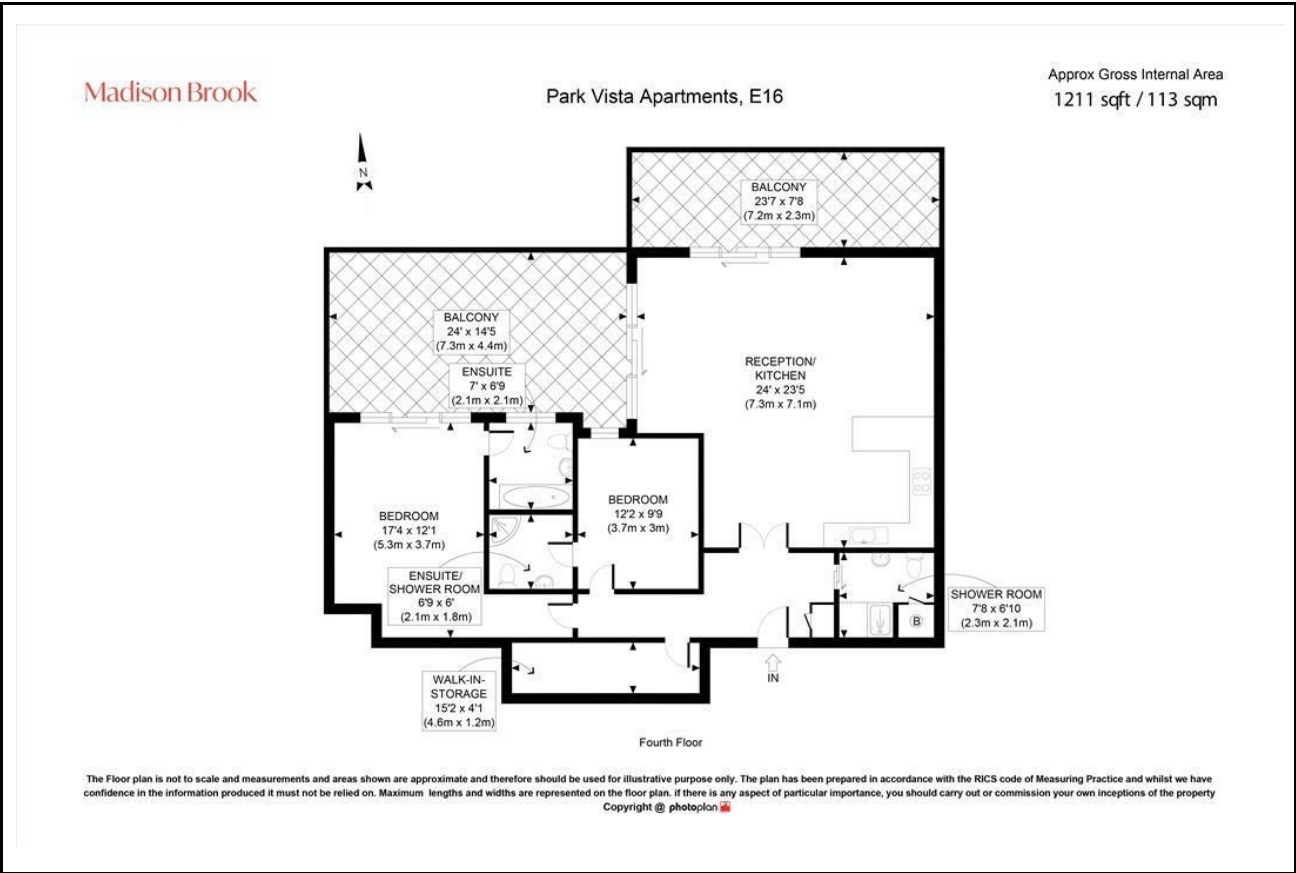 Madison Brook
Park Vista Apartments, E16
Approx Gross Internal Area
1211 sqft / 113 sqm
N
BALCONY
23'7 x 7'8
(7.2m x 2.3m)
BALCONY
24' x 14'5
(7.3m x 4.4m)
ENSUITE
7' x 6'9
(2.1m x 2.1m)
RECEPTION/
KITCHEN
24' x 23'5
(7.3m x 7.1m)
BEDROOM
17'4 x 12'1
(5.3m x 3.7m)
BEDROOM
12'2 x 9'9
(3.7m x 3m)
ENSUITE/
SHOWER ROOM
6'9 x 6'
(2.1m x 1.8m)
SHOWER ROOM
7'8 x 6'10
(2.3m x 2.1m)
B
IN
WALK-IN-
STORAGE
15'2 x 4'1
(4.6m x 1.2m)
Fourth Floor
The Floor plan is not to scale and measurements and areas shown are approximate and therefore should be used for illustrative purpose only. The plan has been prepared in accordance with the RICS code of Measuring Practice and whilst we have
confidence in the information produced it must not be relied on. Maximum lengths and widths are represented on the floor plan. if there is any aspect of particular importance, you should carry out or commission your own inceptions of the property
Copyright @ photoplan